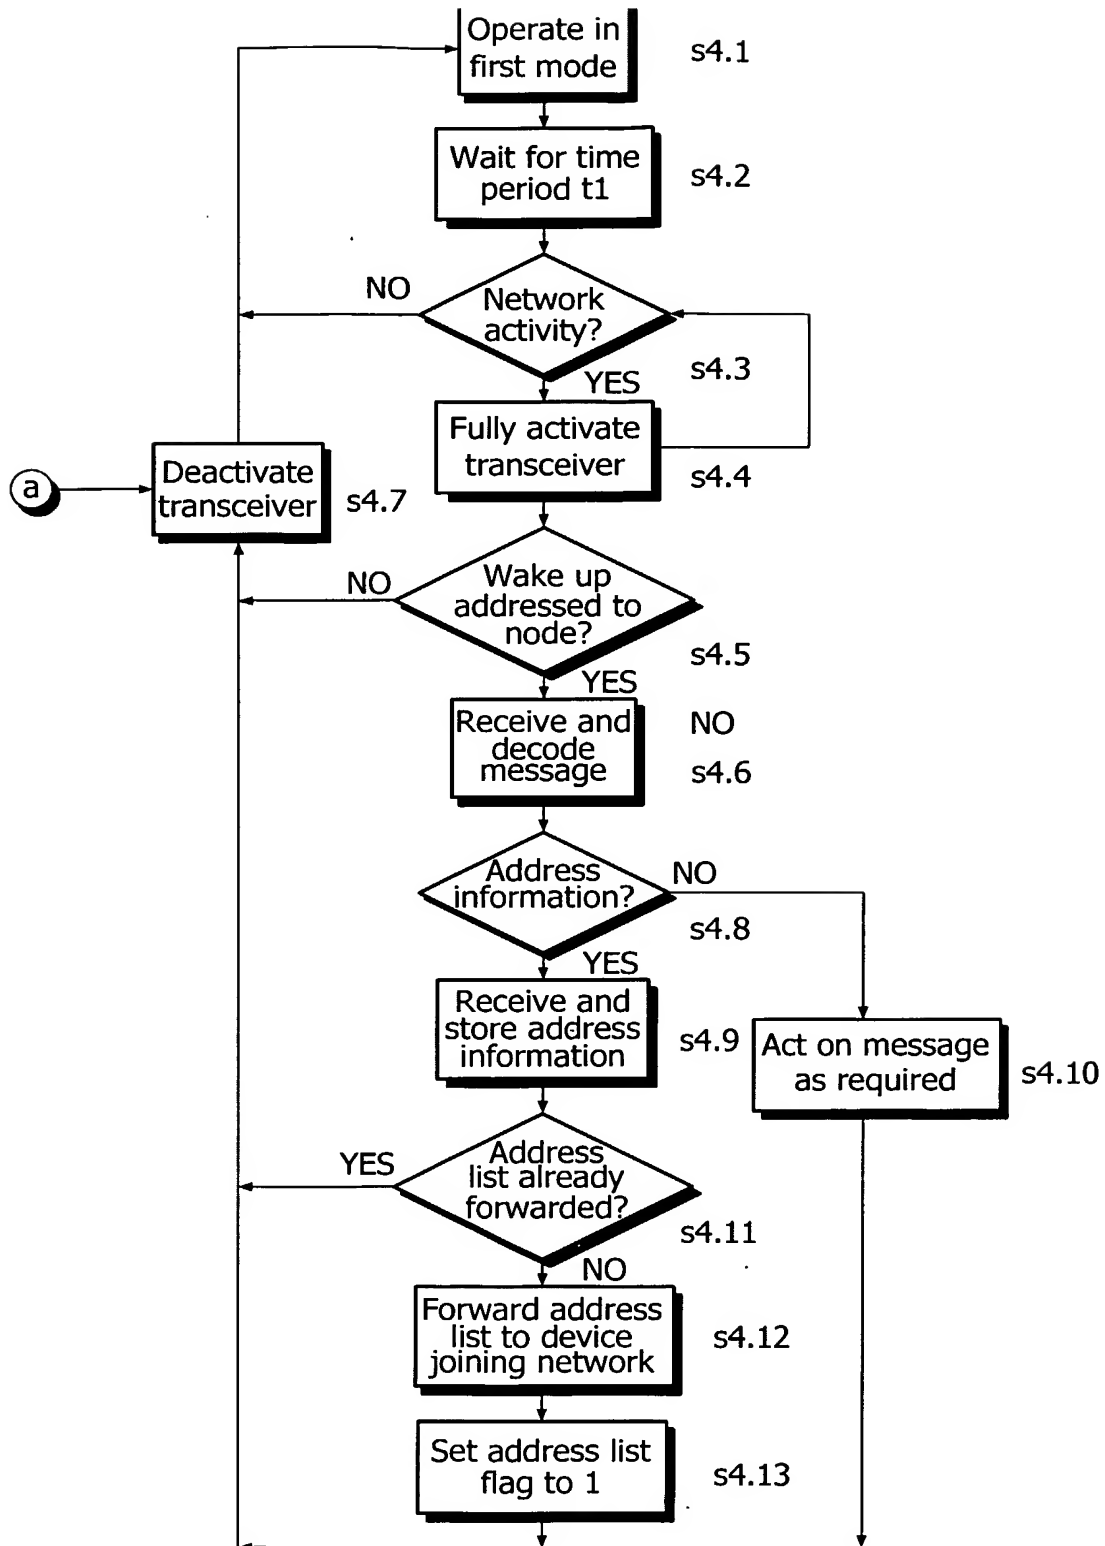 Operate in
first mode
s4.1
Wait for time
period t1
s4.2
NO
Network
activity?
s4.3
YES
Fully activate
transceiver
s4.4
a
Deactivate
transceiver
s4.7
NO
Wake up
addressed to
node?
s4.5
YES
Receive and
decode
message
NO
s4.6
Address
information?
NO
s4.8
YES
Receive and
store address
information
s4.9
Act on message
as required
s4.10
YES
Address
list already
forwarded?
s4.11
NO
Forward address
list to device
joining network
s4.12
Set address list
flag to 1
s4.13